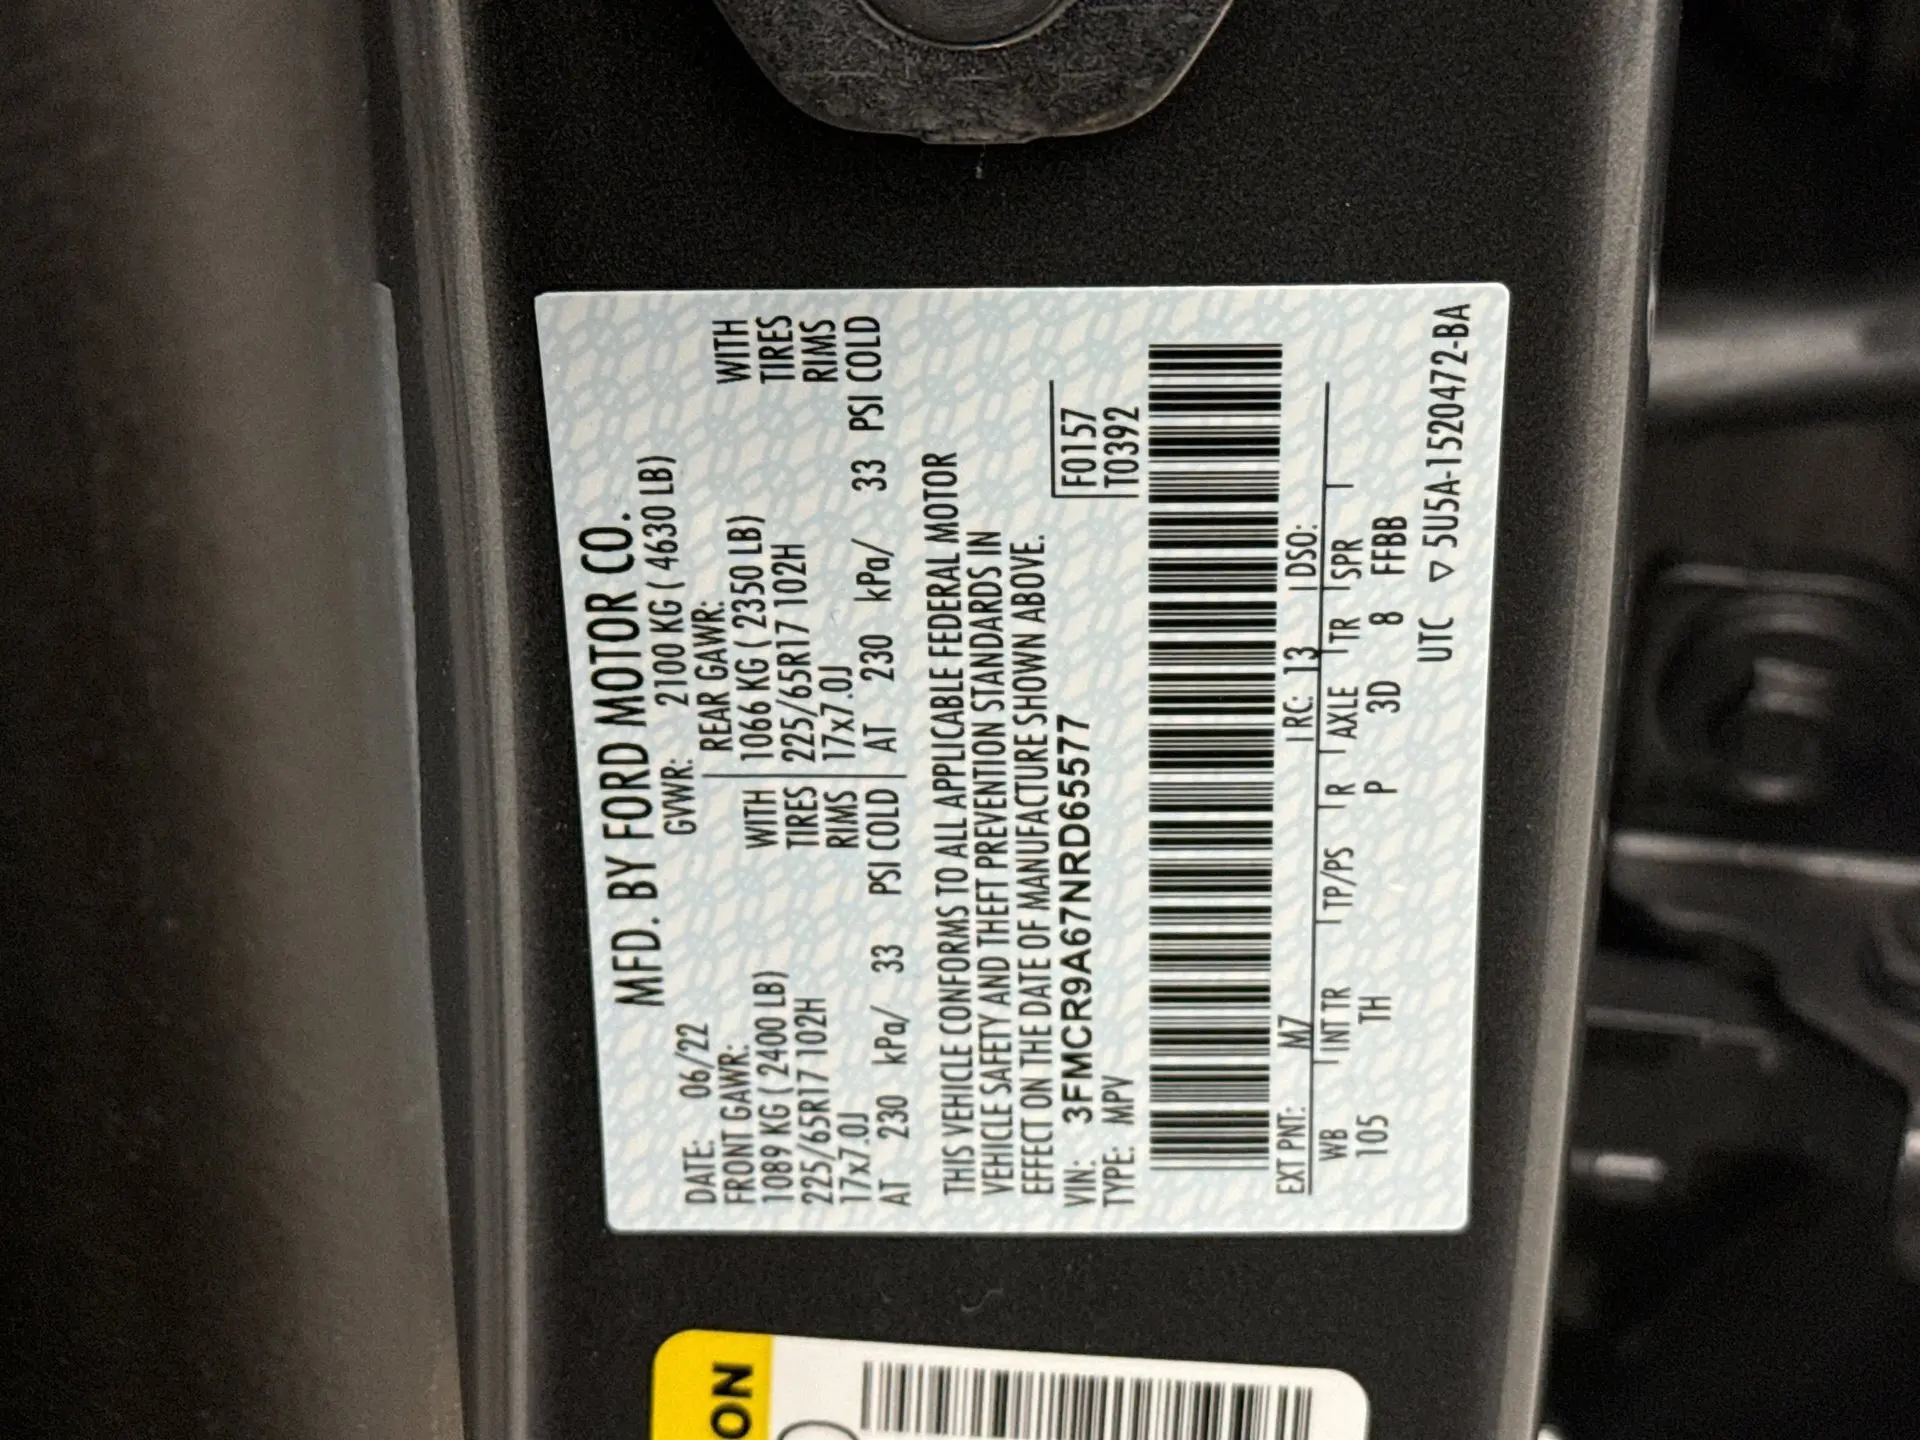 MFD. BY FORD MOTOR CO.
DATE: 06/22 GVWR: 2100 KG ( 4630 LB)
FRONT GAWR: REAR GAWR:
1089 KG ( 2400 LB) WITH 1066 KG ( 2350 LB) WITH
225/65R17 102H TIRES 225/65R17 102H TIRES
17x7.0J RIMS 17x7.0J RIMS
AT 230 kPa/ 33 PSI COLD AT 230 kPa/ 33 PSI COLD
THIS VEHICLE CONFORMS TO ALL APPLICABLE FEDERAL MOTOR
VEHICLE SAFETY AND THEFT PREVENTION STANDARDS IN
EFFECT ON THE DATE OF MANUFACTURE SHOWN ABOVE.
VIN: 3FMCR9A67NRD65577 F0157
TYPE: MPV T0392
EXT PNT: M7 RC: 13 DSO:
WB INT TR TP/PS R AXLE TR SPR
105 TH P 3D 8 FFBB
UTC ▽ 5U5A-1520472-BA
ON